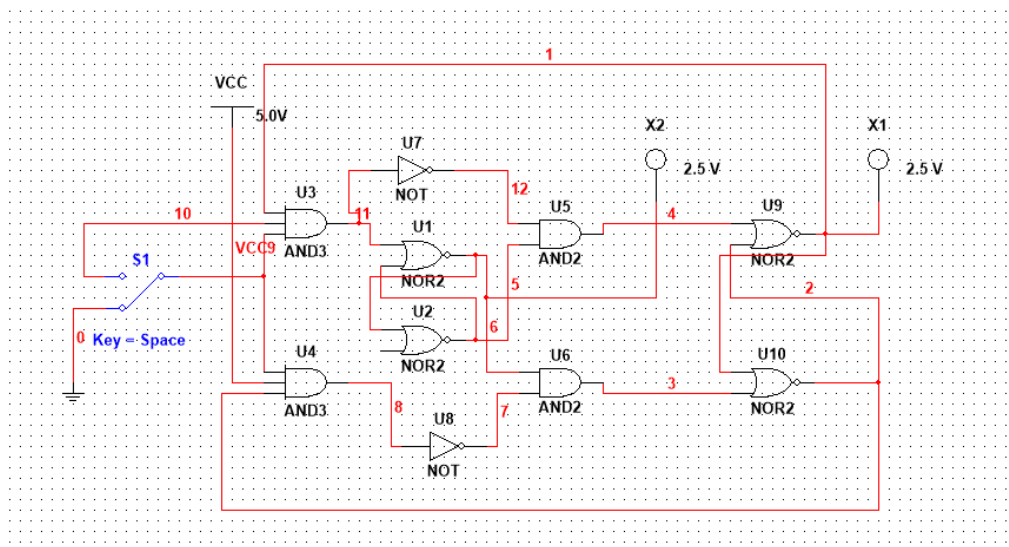 1
VCC
5.0V
X2
2.5 V
X1
2.5 V
U7
NOT
U3
10
11
12
U5
4
U9
VCC9
AND3
U1
NOR2
AND2
NOR2
S1
5
2
U2
6
0
Key = Space
NOR2
U4
U6
U10
AND3
8
7
AND2
3
NOR2
U8
NOT